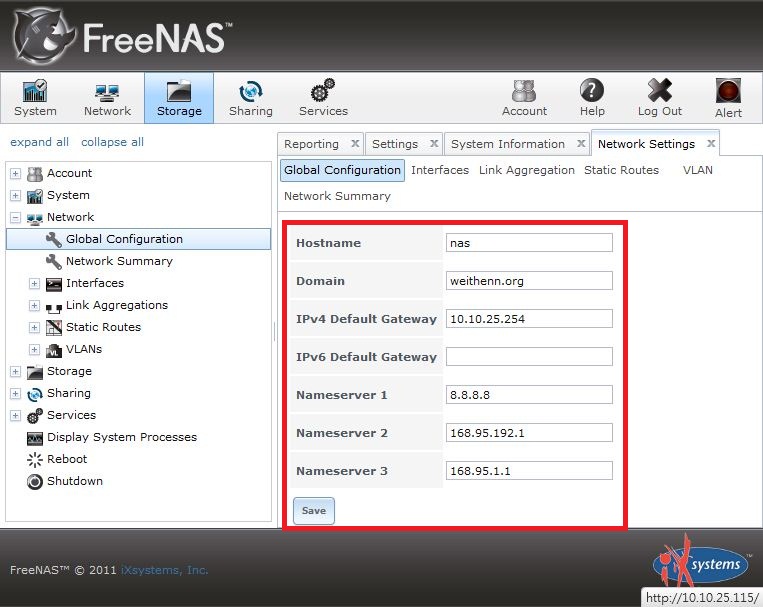 FreeNAS™
System Network Storage Sharing Services Account Help Log Out Alert
expand all collapse all
Account
System
Network
Global Configuration
Network Summary
Interfaces
Link Aggregations
Static Routes
VLANs
Storage
Sharing
Services
Display System Processes
Reboot
Shutdown
Reporting X Settings X System Information X Network Settings X
Global Configuration Interfaces Link Aggregation Static Routes VLAN
Network Summary
Hostname nas
Domain weithenn.org
IPv4 Default Gateway 10.10.25.254
IPv6 Default Gateway
Nameserver 1 8.8.8.8
Nameserver 2 168.95.192.1
Nameserver 3 168.95.1.1
Save
FreeNAS™ © 2011 iXsystems, Inc.
iXsystems™
http://10.10.25.115/